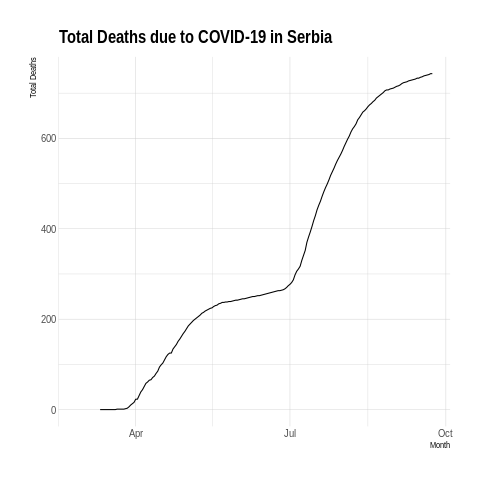 Total Deaths due to COVID-19 in Serbia
Total Deaths
600
400
200
0
Apr
Jul
Oct
Month